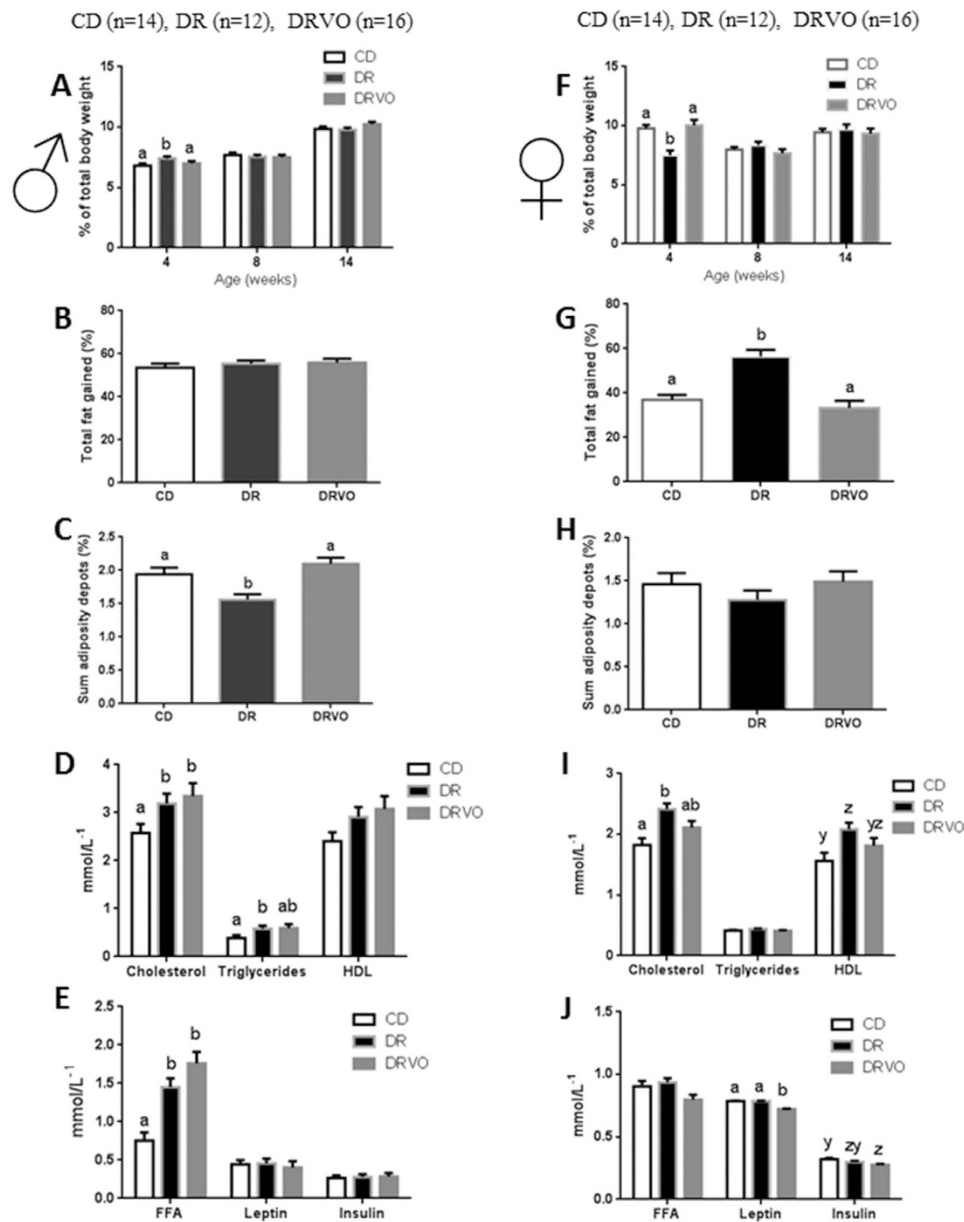 CD (n=14), DR (n=12), DRVO (n=16)
CD (n=14), DR (n=12), DRVO (n=16)
A
% of total body weight
15
10
5
0
CD
DR
DRVO
a b a
4 8 14
Age (weeks)
B
Total fat gained (%)
80
60
40
20
0
CD DR DRVO
C
Sum adiposity depots (%)
2.5
2.0
1.5
1.0
0.5
0.0
a b a
CD DR DRVO
D
mmol/L-1
4
3
2
1
0
CD
DR
DRVO
a b b
a b ab
Cholesterol Triglycerides HDL
E
mmol/L-1
2.5
2.0
1.5
1.0
0.5
0.0
CD
DR
DRVO
a b b
FFA Leptin Insulin
F
% of total body weight
15
10
5
0
CD
DR
DRVO
a b a
4 8 14
Age (weeks)
G
Total fat gained (%)
80
60
40
20
0
a b a
CD DR DRVO
H
Sum adiposity depots (%)
2.0
1.5
1.0
0.5
0.0
CD DR DRVO
I
mmol/L-1
3
2
1
0
CD
DR
DRVO
a b ab
y z yz
Cholesterol Triglycerides HDL
J
mmol/L-1
1.5
1.0
0.5
0.0
CD
DR
DRVO
a a b
y zy z
FFA Leptin Insulin